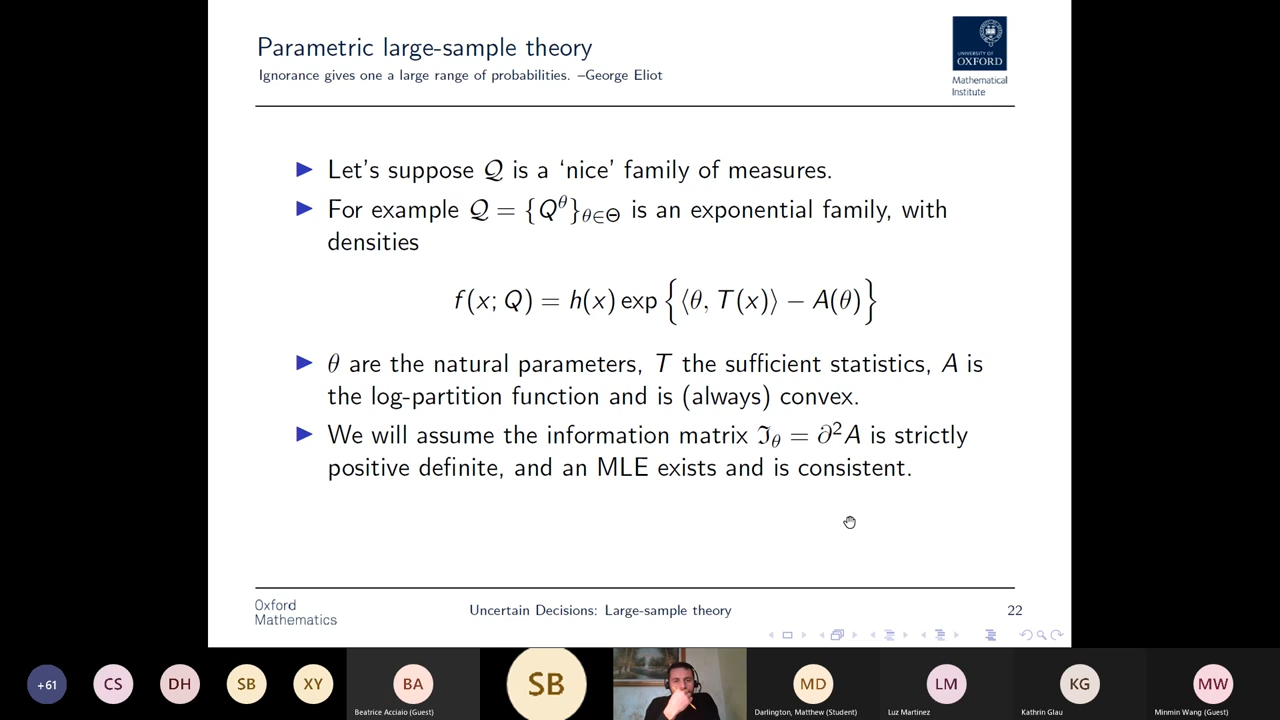 Parametric large-sample theory
Ignorance gives one a large range of probabilities. –George Eliot
UNIVERSITY OF
OXFORD
Mathematical
Institute
Let's suppose 𝒬 is a ‘nice’ family of measures.
For example 𝒬 = {Q^θ}_{θ∈Θ} is an exponential family, with
densities
f(x; Q) = h(x) exp {⟨θ, T(x)⟩ − A(θ)}
θ are the natural parameters, T the sufficient statistics, A is
the log-partition function and is (always) convex.
We will assume the information matrix ℑ_θ = ∂²A is strictly
positive definite, and an MLE exists and is consistent.
Oxford
Mathematics
Uncertain Decisions: Large-sample theory
22
+61
CS
DH
SB
XY
BA
SB
MD
LM
KG
MW
Beatrice Acciaio (Guest)
Darlington, Matthew (Student)
Luz Martinez
Kathrin Glau
Minmin Wang (Guest)